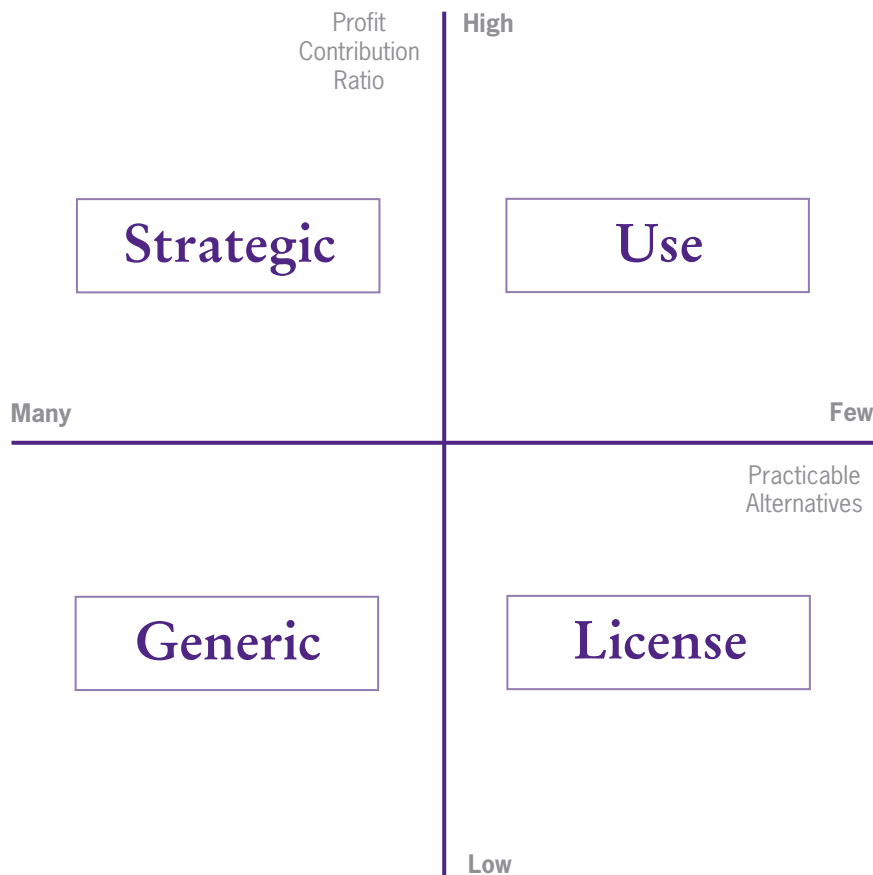 Profit
Contribution
Ratio
High
Strategic
Use
Many
Few
Practicable
Alternatives
Generic
License
Low